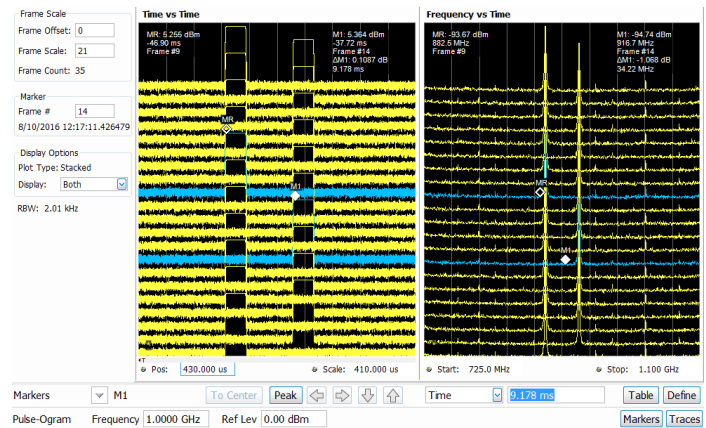 Frame Scale
Frame Offset: 0
Frame Scale: 21
Frame Count: 35
Marker
Frame # 14
8/10/2016 12:17:11.426479
Display Options
Plot Type: Stacked
Display: Both
RBW: 2.01 kHz
Time vs Time
MR: 5.255 dBm
-46.90 ms
Frame #9
M1: 5.364 dBm
-37.72 ms
Frame #14
ΔM1: 0.1087 dB
9.178 ms
MR
M1
T
Pos: 430.000 us
Scale: 410.000 us
Frequency vs Time
MR: -93.67 dBm
882.5 MHz
Frame #9
M1: -94.74 dBm
916.7 MHz
Frame #14
ΔM1: -1.068 dB
34.22 MHz
MR
M1
Start: 725.0 MHz
Stop: 1.100 GHz
Markers M1 To Center Peak Time 9.178 ms Table Define
Pulse-Ogram Frequency 1.0000 GHz Ref Lev 0.00 dBm Markers Traces